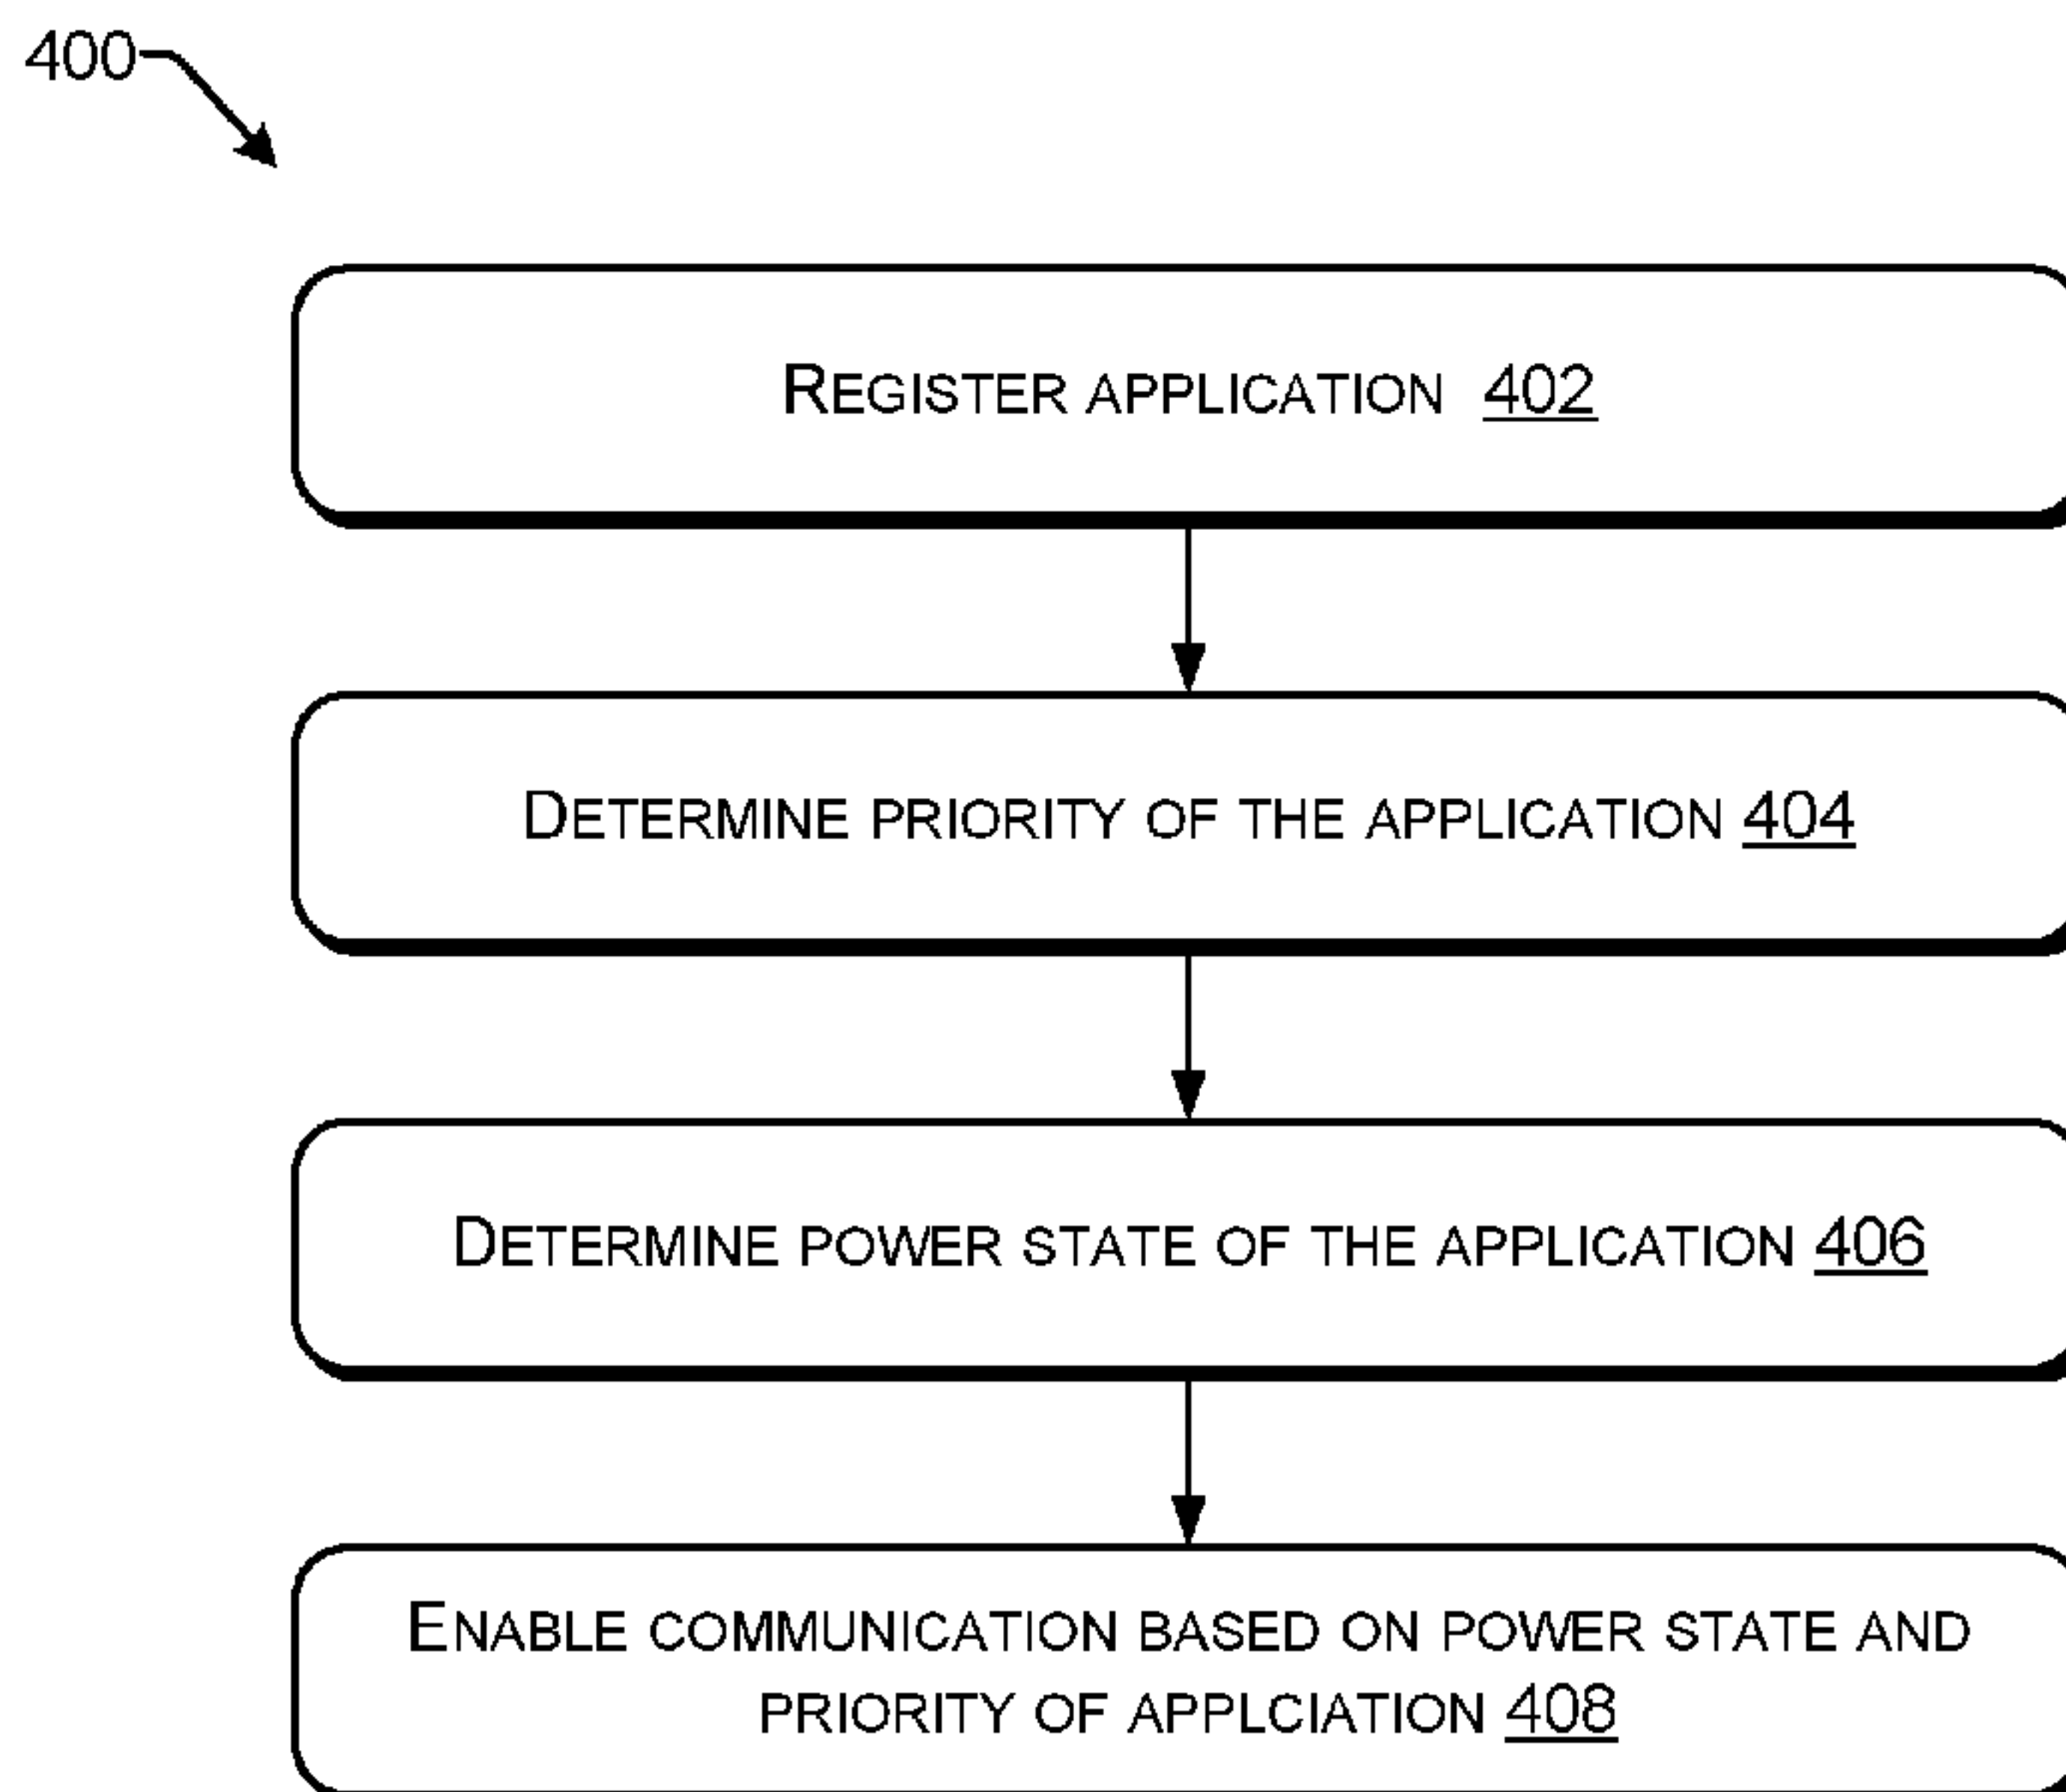 400
REGISTER APPLICATION 402
DETERMINE PRIORITY OF THE APPLICATION 404
DETERMINE POWER STATE OF THE APPLICATION 406
ENABLE COMMUNICATION BASED ON POWER STATE AND
PRIORITY OF APPLCIATION 408